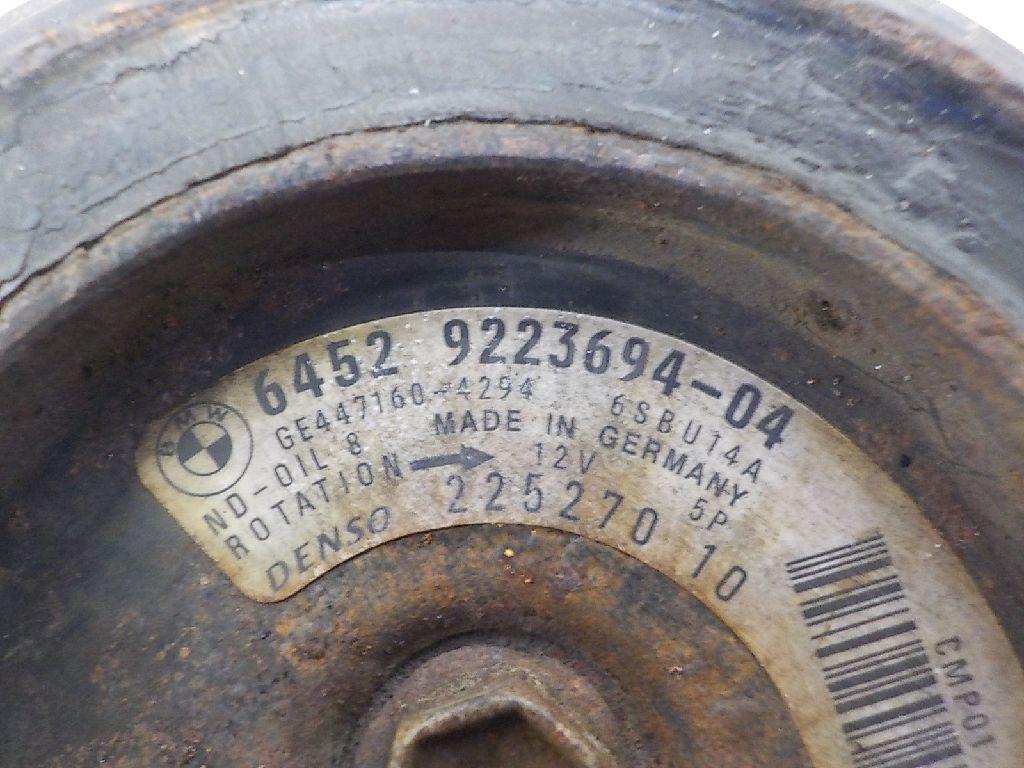 6452 9223694-04
BMW
GE447160-4294 6SBU14A
ND-OIL 8 MADE IN GERMANY
ROTATION 12V 5P
DENSO 225270 10
CMP01